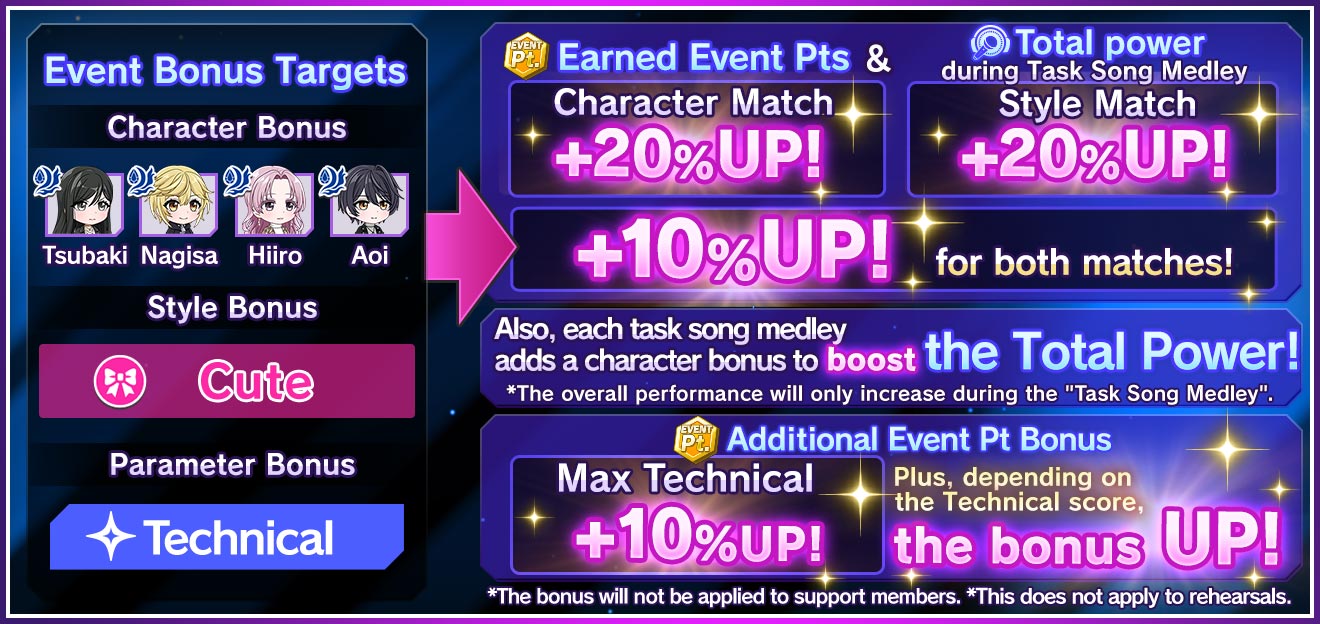 Event Bonus Targets
Character Bonus
Tsubaki Nagisa Hiiro Aoi
Style Bonus
Cute
Parameter Bonus
Technical
EVENT Pt. Earned Event Pts &
Total power
during Task Song Medley
Character Match
+20%UP!
Style Match
+20%UP!
+10%UP! for both matches!
Also, each task song medley
adds a character bonus to boost the Total Power!
*The overall performance will only increase during the "Task Song Medley".
EVENT Pt. Additional Event Pt Bonus
Max Technical
+10%UP!
Plus, depending on
the Technical score,
the bonus UP!
*The bonus will not be applied to support members. *This does not apply to rehearsals.